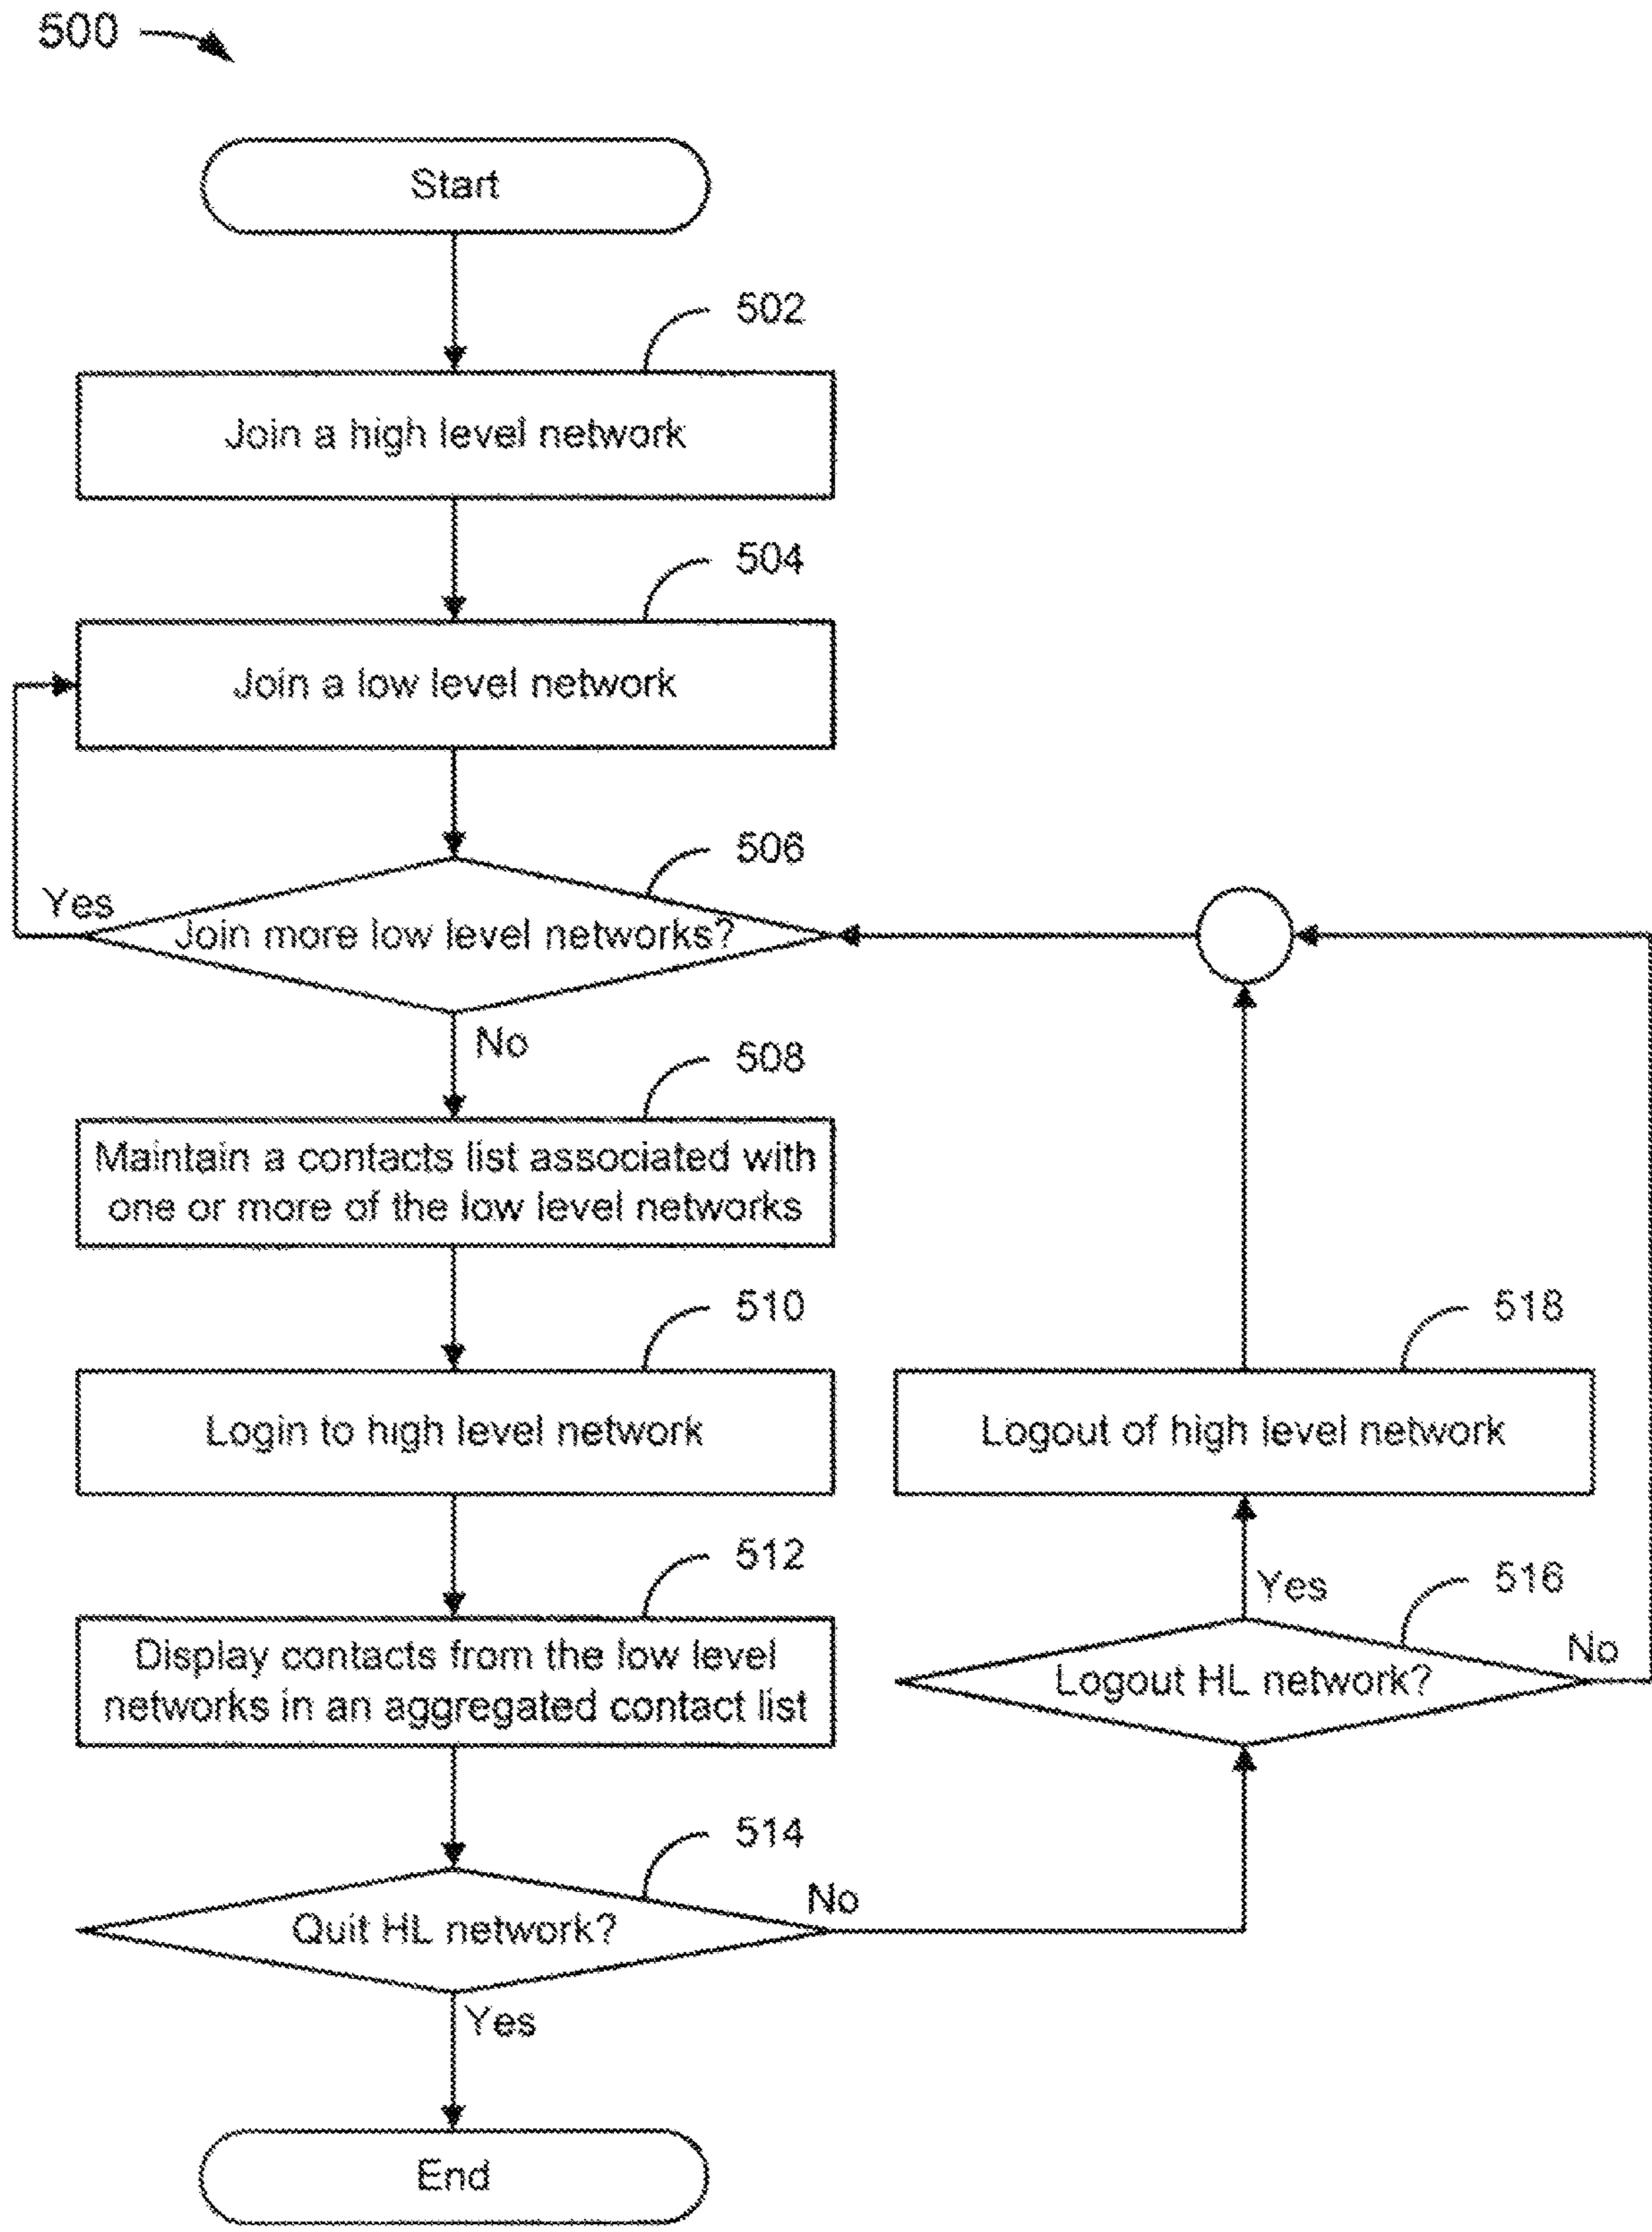 500
Start
502
Join a high level network
504
Join a low level network
506
Yes
Join more low level networks?
No
508
Maintain a contacts list associated with
one or more of the low level networks
510
518
Login to high level network
Logout of high level network
512
Yes
516
Display contacts from the low level
networks in an aggregated contact list
No
Logout HL network?
514
No
Quit HL network?
Yes
End